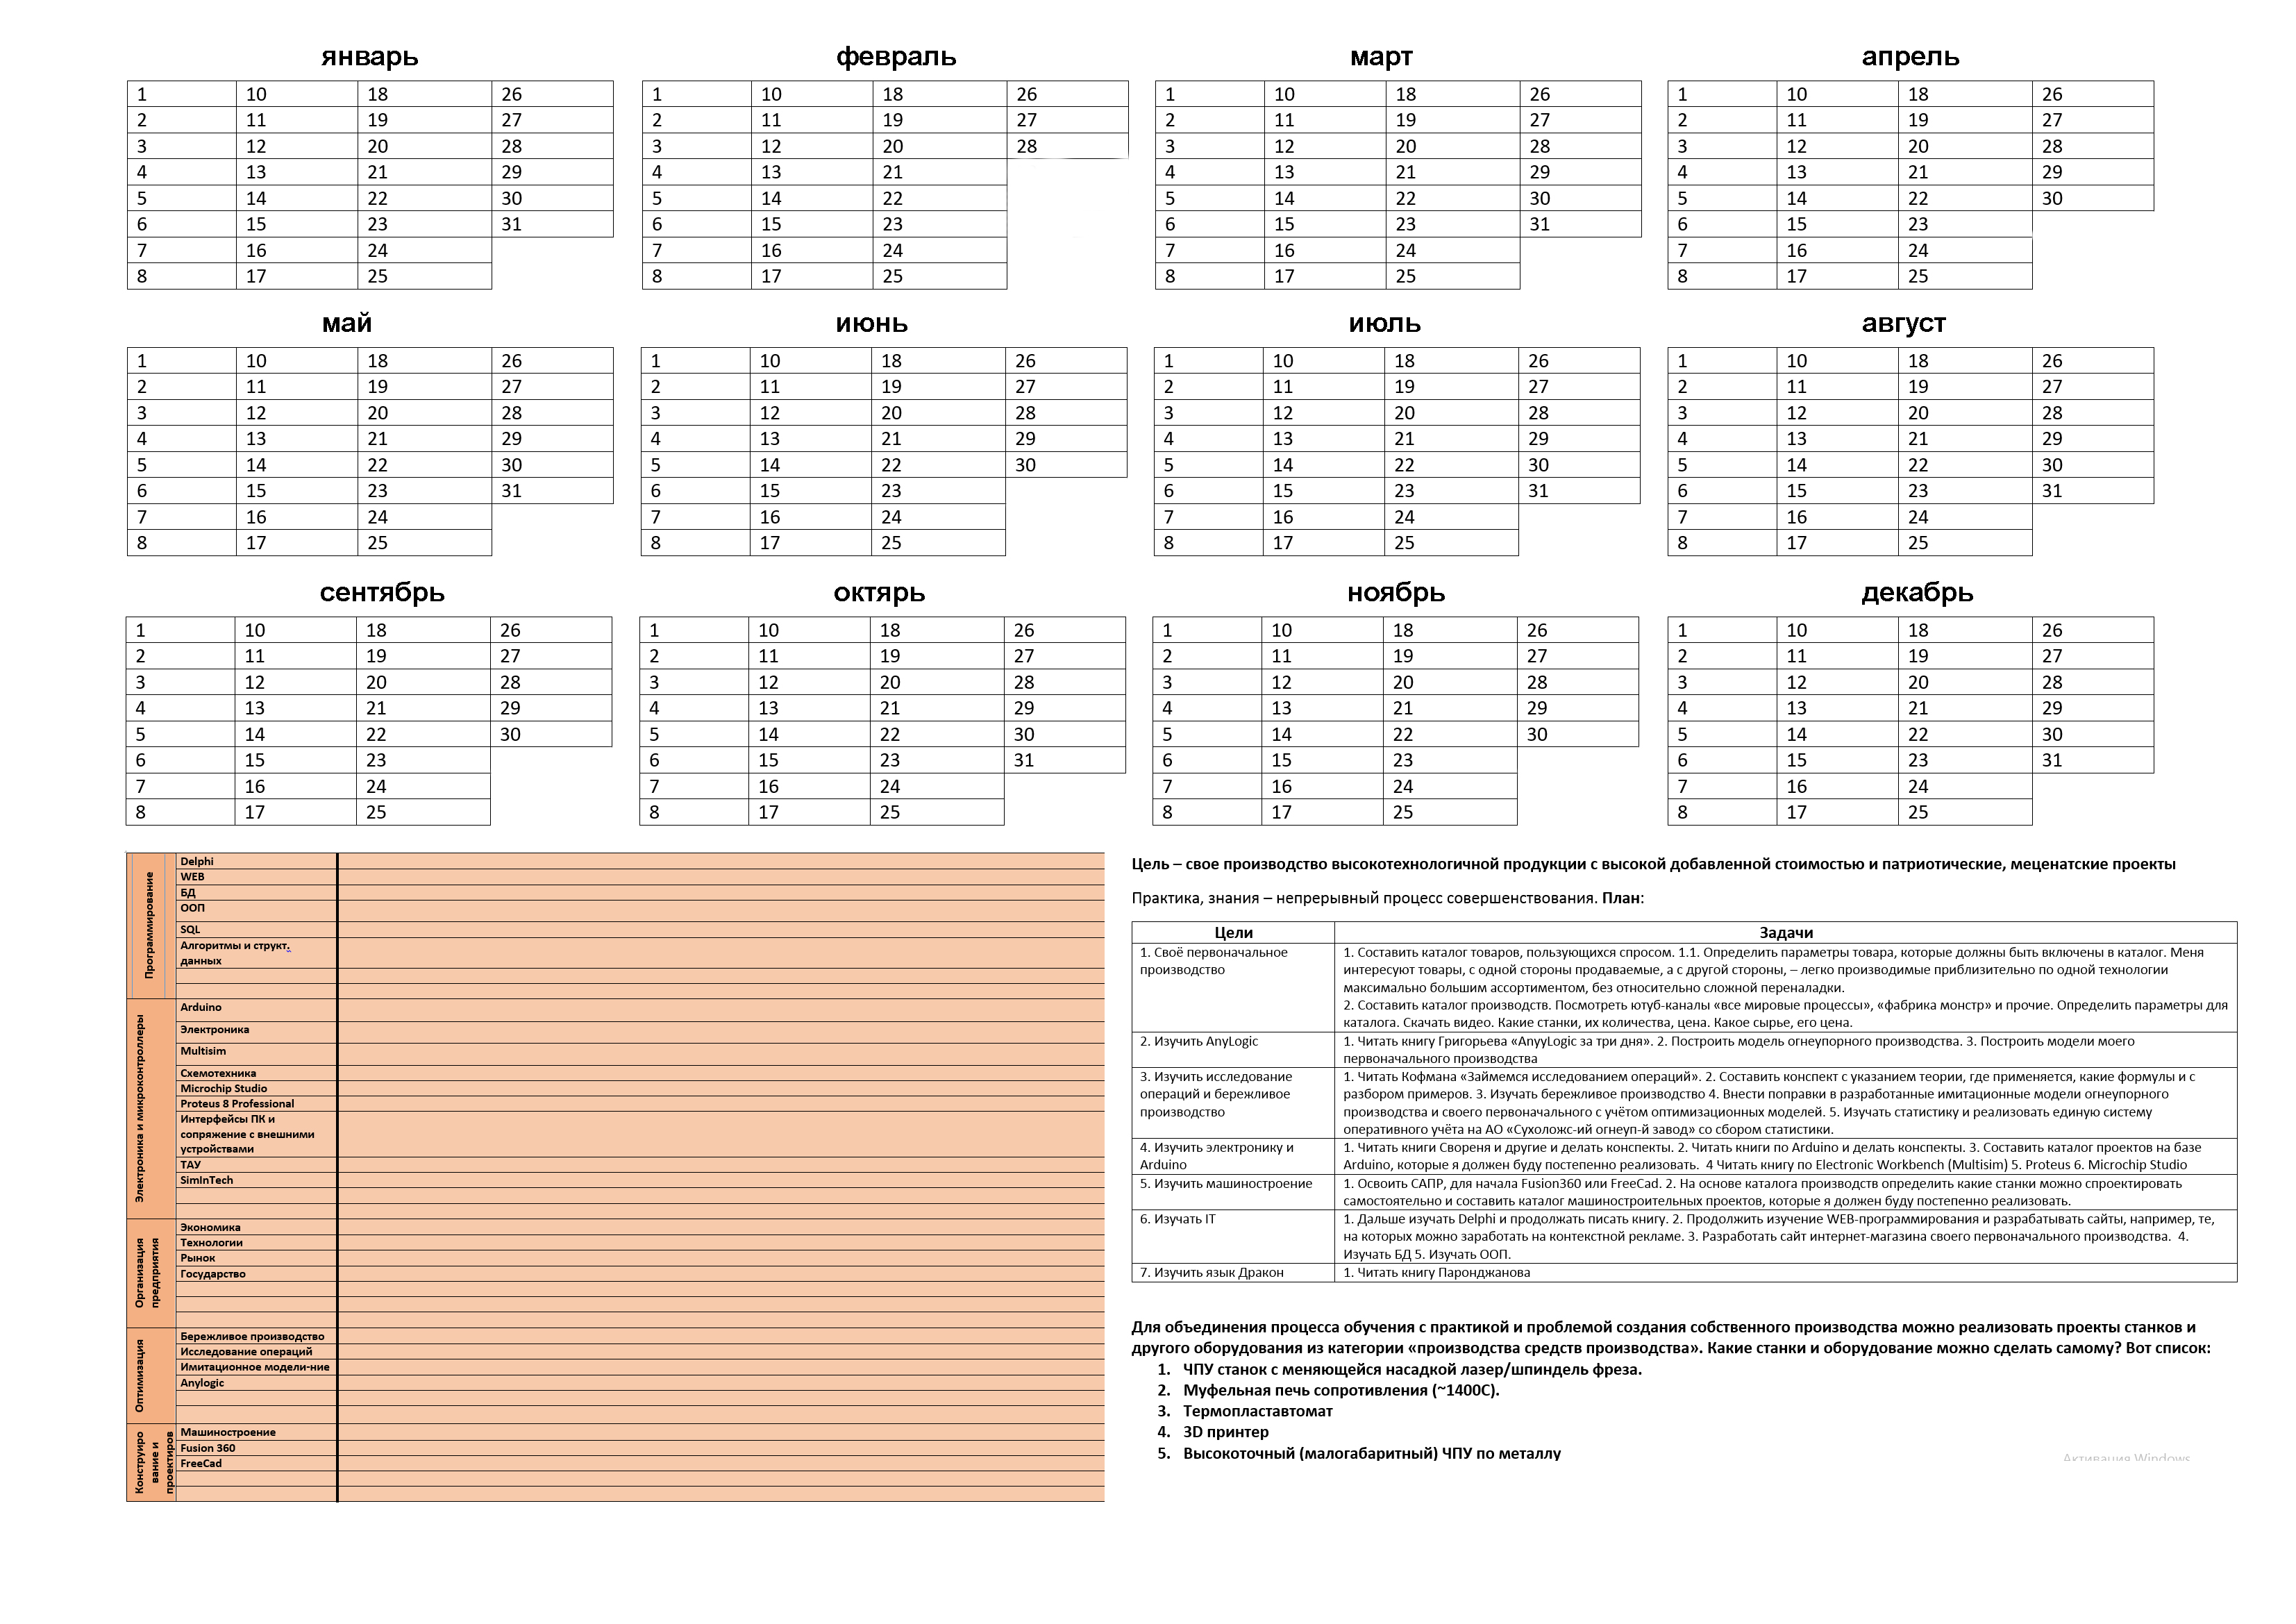 январь февраль март апрель
1 10 18 26 1 10 18 26 1 10 18 26 1 10 18 26
2 11 19 27 2 11 19 27 2 11 19 27 2 11 19 27
3 12 20 28 3 12 20 28 3 12 20 28 3 12 20 28
4 13 21 29 4 13 21 4 13 21 29 4 13 21 29
5 14 22 30 5 14 22 5 14 22 30 5 14 22 30
6 15 23 31 6 15 23 6 15 23 31 6 15 23
7 16 24 7 16 24 7 16 24 7 16 24
8 17 25 8 17 25 8 17 25 8 17 25
май июнь июль август
1 10 18 26 1 10 18 26 1 10 18 26 1 10 18 26
2 11 19 27 2 11 19 27 2 11 19 27 2 11 19 27
3 12 20 28 3 12 20 28 3 12 20 28 3 12 20 28
4 13 21 29 4 13 21 29 4 13 21 29 4 13 21 29
5 14 22 30 5 14 22 30 5 14 22 30 5 14 22 30
6 15 23 31 6 15 23 6 15 23 31 6 15 23 31
7 16 24 7 16 24 7 16 24 7 16 24
8 17 25 8 17 25 8 17 25 8 17 25
сентябрь октярь ноябрь декабрь
1 10 18 26 1 10 18 26 1 10 18 26 1 10 18 26
2 11 19 27 2 11 19 27 2 11 19 27 2 11 19 27
3 12 20 28 3 12 20 28 3 12 20 28 3 12 20 28
4 13 21 29 4 13 21 29 4 13 21 29 4 13 21 29
5 14 22 30 5 14 22 30 5 14 22 30 5 14 22 30
6 15 23 6 15 23 31 6 15 23 6 15 23 31
7 16 24 7 16 24 7 16 24 7 16 24
8 17 25 8 17 25 8 17 25 8 17 25
Программирование
Delphi
WEB
БД
ООП
SQL
Алгоритмы и структ.
данных
Электроника и микроконтроллеры
Arduino
Электроника
Multisim
Схемотехника
Microchip Studio
Proteus 8 Professional
Интерфейсы ПК и
сопряжение с внешними
устройствами
ТАУ
SimInTech
Организация
предприятия
Экономика
Технологии
Рынок
Государство
Оптимизация
Бережливое производство
Исследование операций
Имитационное модели-ние
Anylogic
Конструиро
вание и
проектиров
Машиностроение
Fusion 360
FreeCad
Цель – свое производство высокотехнологичной продукции с высокой добавленной стоимостью и патриотические, меценатские проекты
Практика, знания – непрерывный процесс совершенствования. План:
Цели Задачи
1. Своё первоначальное
производство
1. Составить каталог товаров, пользующихся спросом. 1.1. Определить параметры товара, которые должны быть включены в каталог. Меня
интересуют товары, с одной стороны продаваемые, а с другой стороны, – легко производимые приблизительно по одной технологии
максимально большим ассортиментом, без относительно сложной переналадки.
2. Составить каталог производств. Посмотреть ютуб-каналы «все мировые процессы», «фабрика монстр» и прочие. Определить параметры для
каталога. Скачать видео. Какие станки, их количества, цена. Какое сырье, его цена.
2. Изучить AnyLogic
1. Читать книгу Григорьева «AnyyLogic за три дня». 2. Построить модель огнеупорного производства. 3. Построить модели моего
первоначального производства
3. Изучить исследование
операций и бережливое
производство
1. Читать Кофмана «Займемся исследованием операций». 2. Составить конспект с указанием теории, где применяется, какие формулы и с
разбором примеров. 3. Изучать бережливое производство 4. Внести поправки в разработанные имитационные модели огнеупорного
производства и своего первоначального с учётом оптимизационных моделей. 5. Изучать статистику и реализовать единую систему
оперативного учёта на АО «Сухоложс-ий огнеуп-й завод» со сбором статистики.
4. Изучить электронику и
Arduino
1. Читать книги Свореня и другие и делать конспекты. 2. Читать книги по Arduino и делать конспекты. 3. Составить каталог проектов на базе
Arduino, которые я должен буду постепенно реализовать. 4 Читать книгу по Electronic Workbench (Multisim) 5. Proteus 6. Microchip Studio
5. Изучить машиностроение
1. Освоить САПР, для начала Fusion360 или FreeCad. 2. На основе каталога производств определить какие станки можно спроектировать
самостоятельно и составить каталог машиностроительных проектов, которые я должен буду постепенно реализовать.
6. Изучать IT
1. Дальше изучать Delphi и продолжать писать книгу. 2. Продолжить изучение WEB-программирования и разрабатывать сайты, например, те,
на которых можно заработать на контекстной рекламе. 3. Разработать сайт интернет-магазина своего первоначального производства. 4.
Изучать БД 5. Изучать ООП.
7. Изучить язык Дракон
1. Читать книгу Паронджанова
Для объединения процесса обучения с практикой и проблемой создания собственного производства можно реализовать проекты станков и
другого оборудования из категории «производства средств производства». Какие станки и оборудование можно сделать самому? Вот список:
1. ЧПУ станок с меняющейся насадкой лазер/шпиндель фреза.
2. Муфельная печь сопротивления (~1400С).
3. Термопластавтомат
4. 3D принтер
5. Высокоточный (малогабаритный) ЧПУ по металлу
Активация Windows